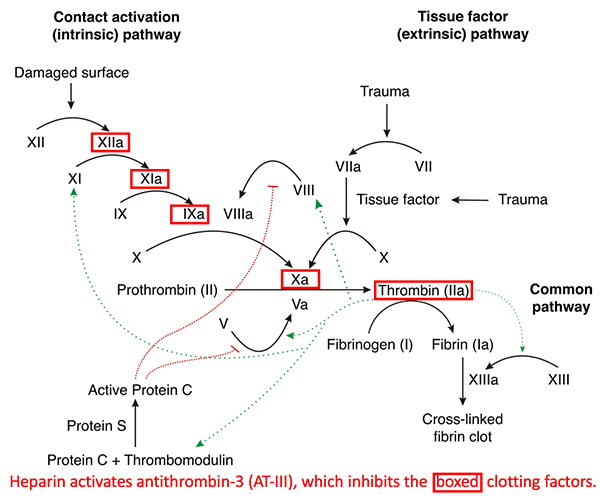 Contact activation
(intrinsic) pathway
Tissue factor
(extrinsic) pathway
Damaged surface
Trauma
XII
XIIa
XI
XIa
VIIa
VII
IX
IXa
VIIIa
VIII
Tissue factor
Trauma
X
X
Xa
Prothrombin (II)
Thrombin (IIa)
Va
Common
pathway
V
Fibrinogen (I)
Fibrin (Ia)
XIIIa
XIII
Active Protein C
Cross-linked
fibrin clot
Protein S
Protein C + Thrombomodulin
Heparin activates antithrombin-3 (AT-III), which inhibits the boxed clotting factors.